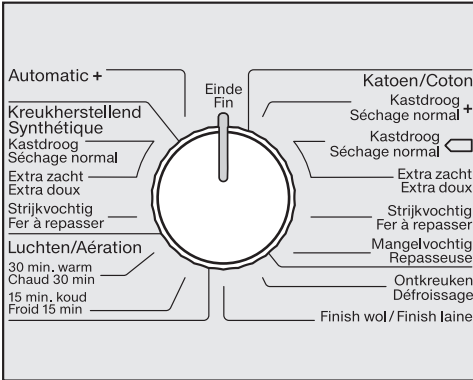 Automatic +
Kreukherstellend
Synthétique
Kastdroog
Séchage normal
Extra zacht
Extra doux
Strijkvochtig
Fer à repasser
Luchten/Aération
30 min. warm
Chaud 30 min
15 min. koud
Froid 15 min
Einde
Fin
Katoen/Coton
Kastdroog
Séchage normal +
Kastdroog
Séchage normal
Extra zacht
Extra doux
Strijkvochtig
Fer à repasser
Mangelvochtig
Repasseuse
Ontkreuken
Défroissage
Finish wol/Finish laine